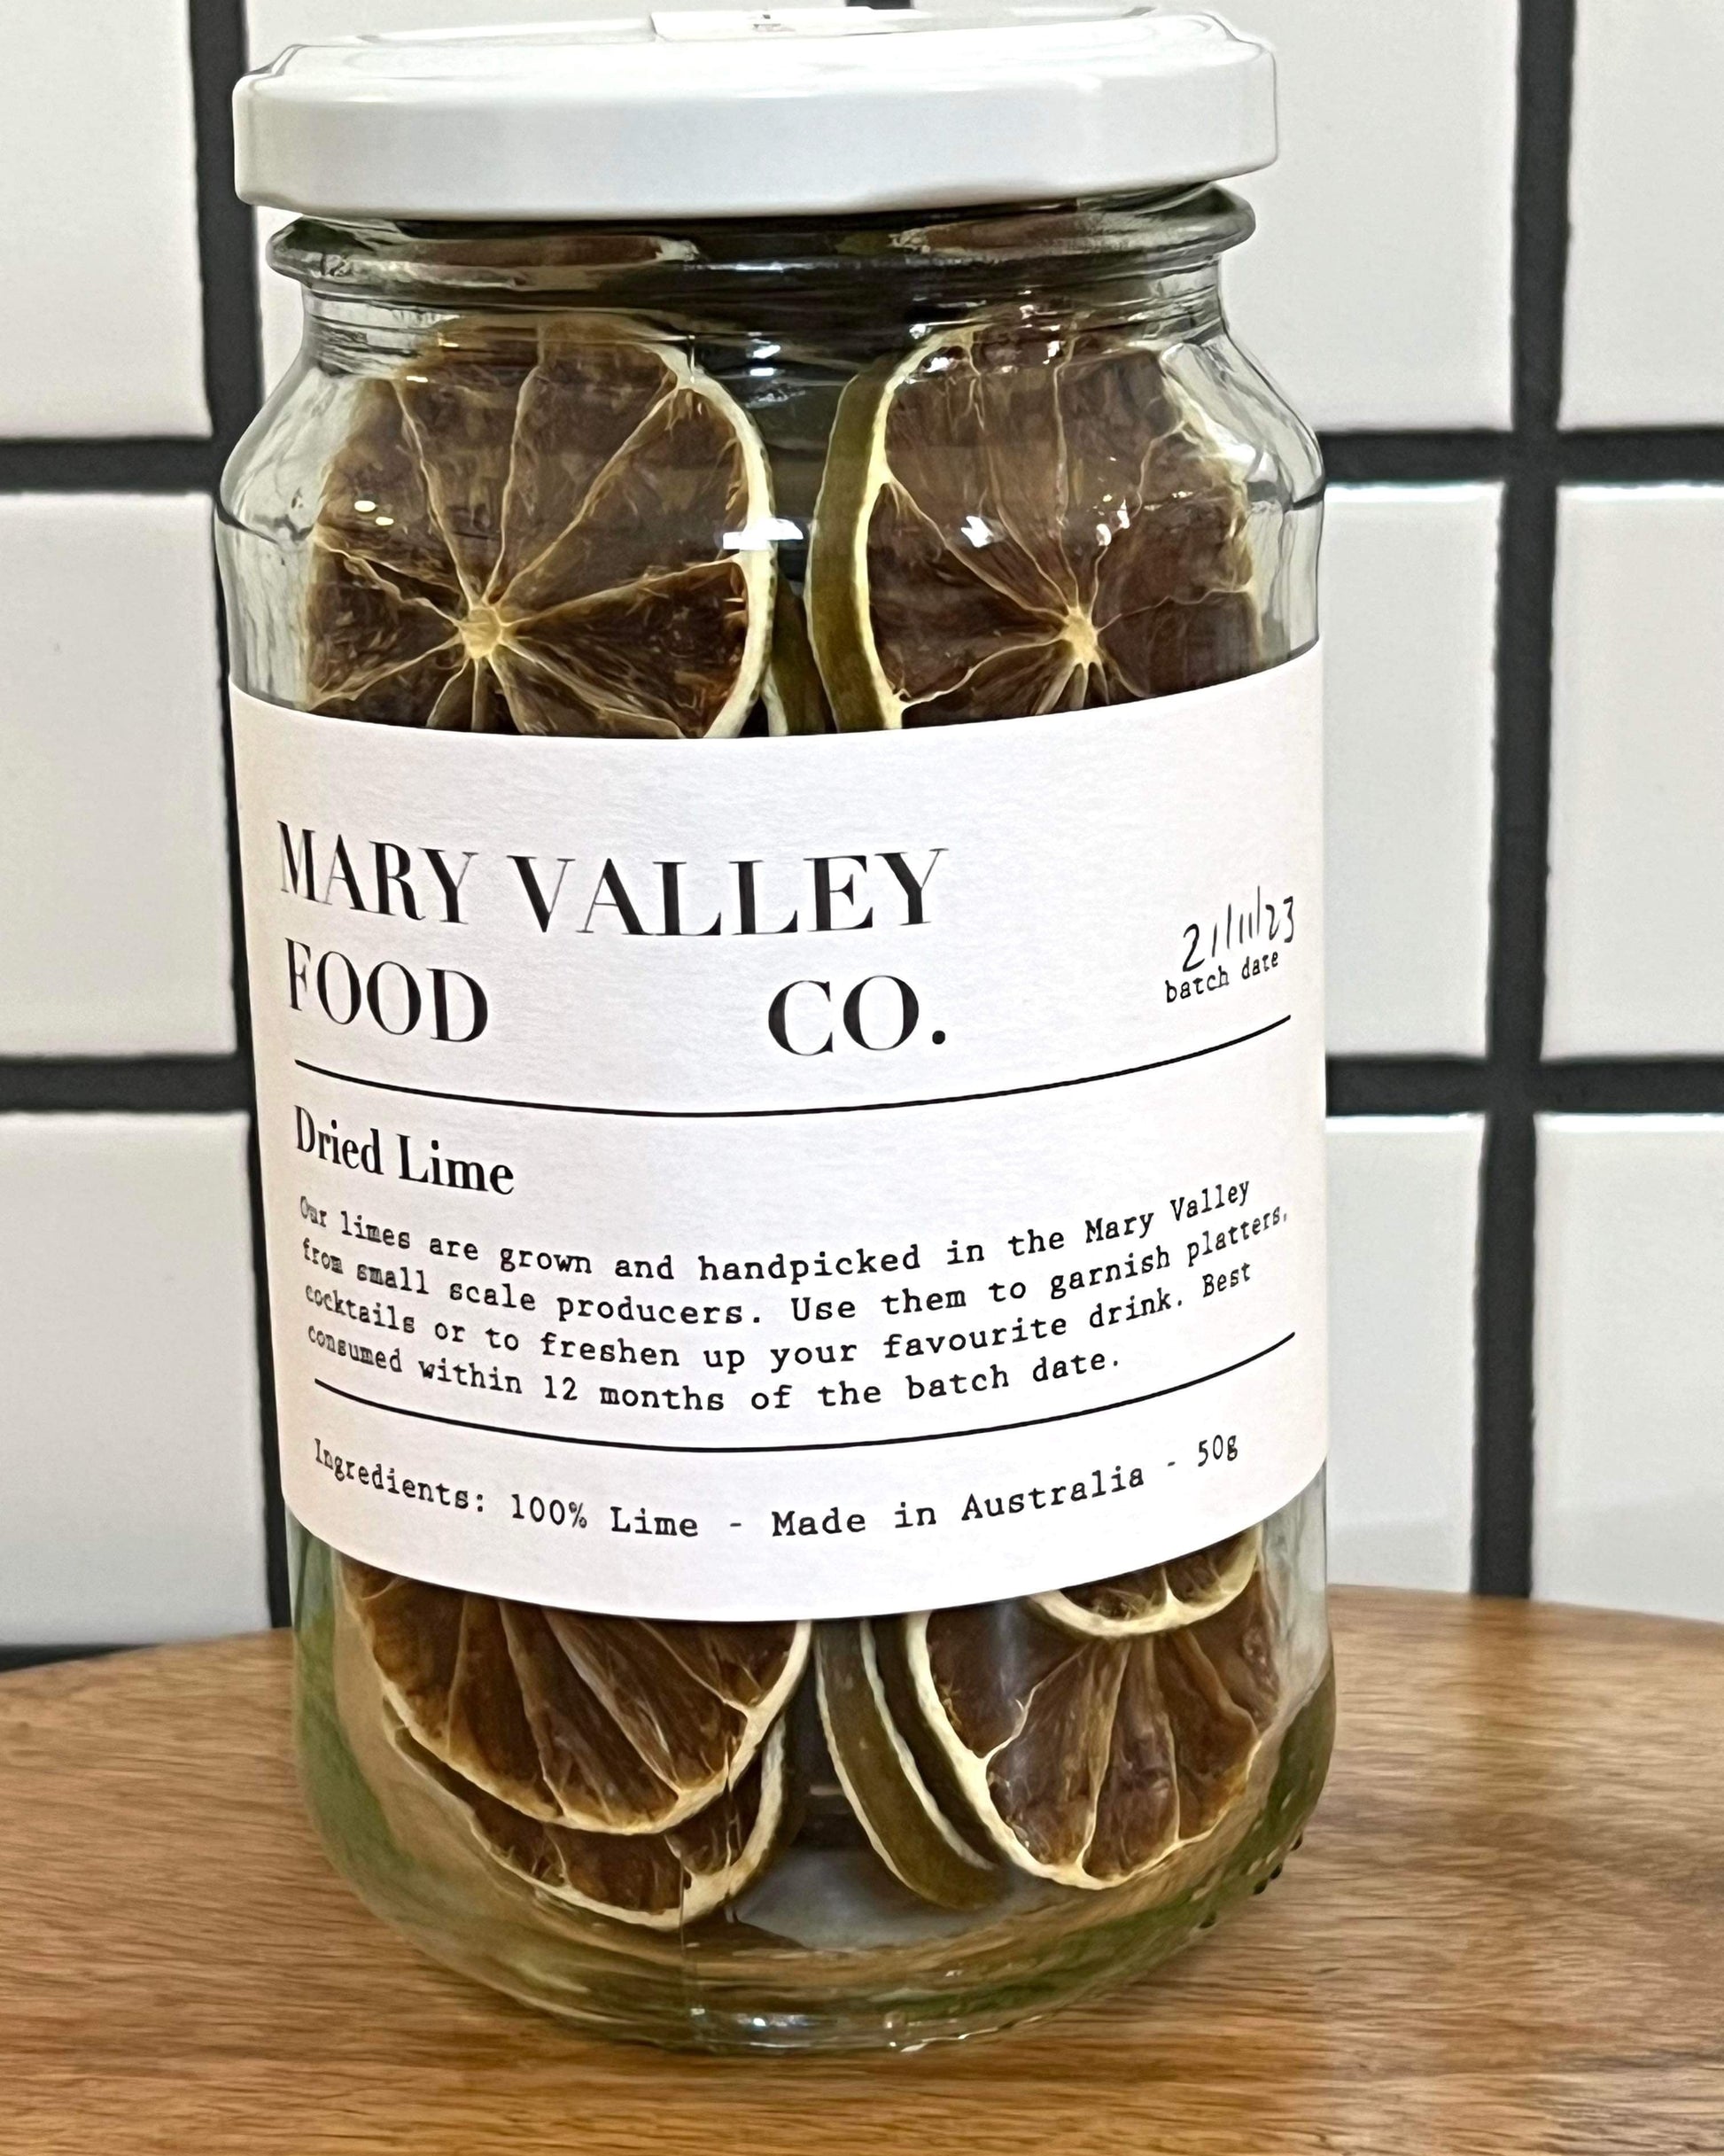 MARY VALLEY
FOOD CO.
21/11/23
batch date
Dried Lime
Our limes are grown and handpicked in the Mary Valley
from small scale producers. Use them to garnish platters,
cocktails or to freshen up your favourite drink. Best
consumed within 12 months of the batch date.
Ingredients: 100% Lime - Made in Australia - 50g